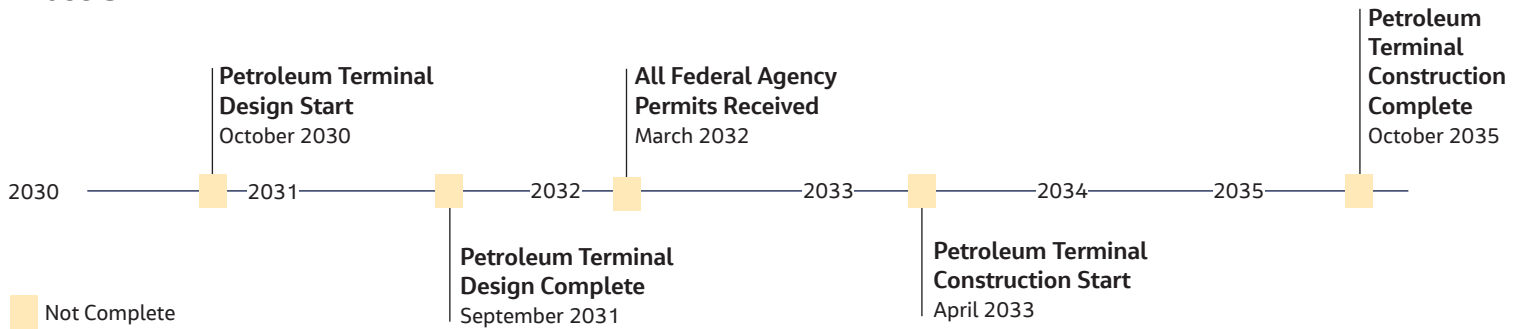 Petroleum Terminal
Design Start
October 2030
All Federal Agency
Permits Received
March 2032
Petroleum
Terminal
Construction
Complete
October 2035
2030
2031
2032
2033
2034
2035
Petroleum Terminal
Design Complete
September 2031
Petroleum Terminal
Construction Start
April 2033
Not Complete